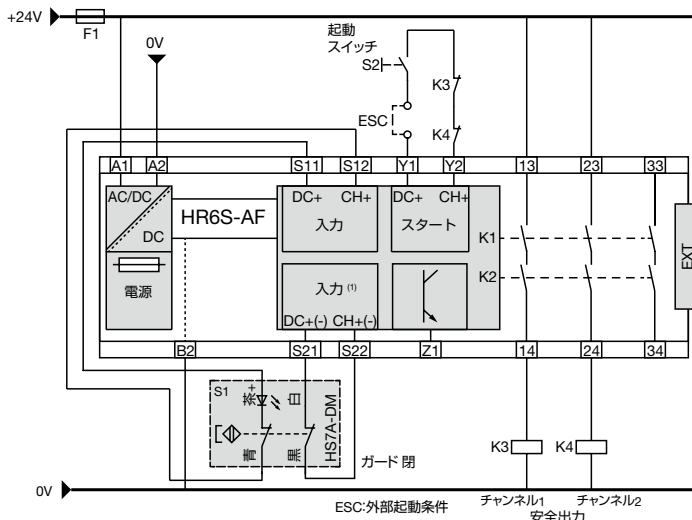 +24V
F1
0V
起動
スイッチ
S2
K3
ESC
K4
A1 A2 S11 S12 Y1 Y2 13 23 33
AC/DC
DC
HR6S-AF
DC+ CH+
入力
DC+ CH+
スタート
K1
K2
EXT
電源
入力 (1)
DC+(-) CH+(-)
B2 S21 S22 Z1 14 24 34
S1
茶+
白
HS7A-DM
青
黒
ガード 閉
K3
K4
0V
ESC:外部起動条件
チャンネル1
チャンネル2
安全出力